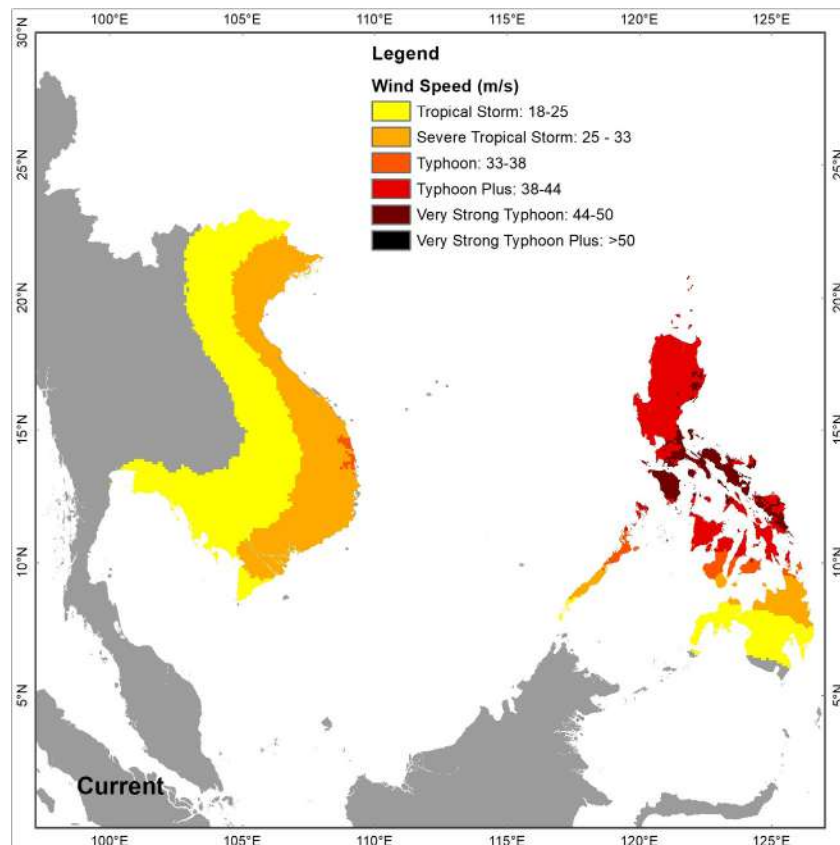 100°E 105°E 110°E 115°E 120°E 125°E
30°N
Legend
Wind Speed (m/s)
Tropical Storm: 18-25
Severe Tropical Storm: 25 - 33
Typhoon: 33-38
Typhoon Plus: 38-44
Very Strong Typhoon: 44-50
Very Strong Typhoon Plus: >50
25°N 25°N
20°N 20°N
15°N 15°N
10°N 10°N
5°N 5°N
Current
100°E 105°E 110°E 115°E 120°E 125°E